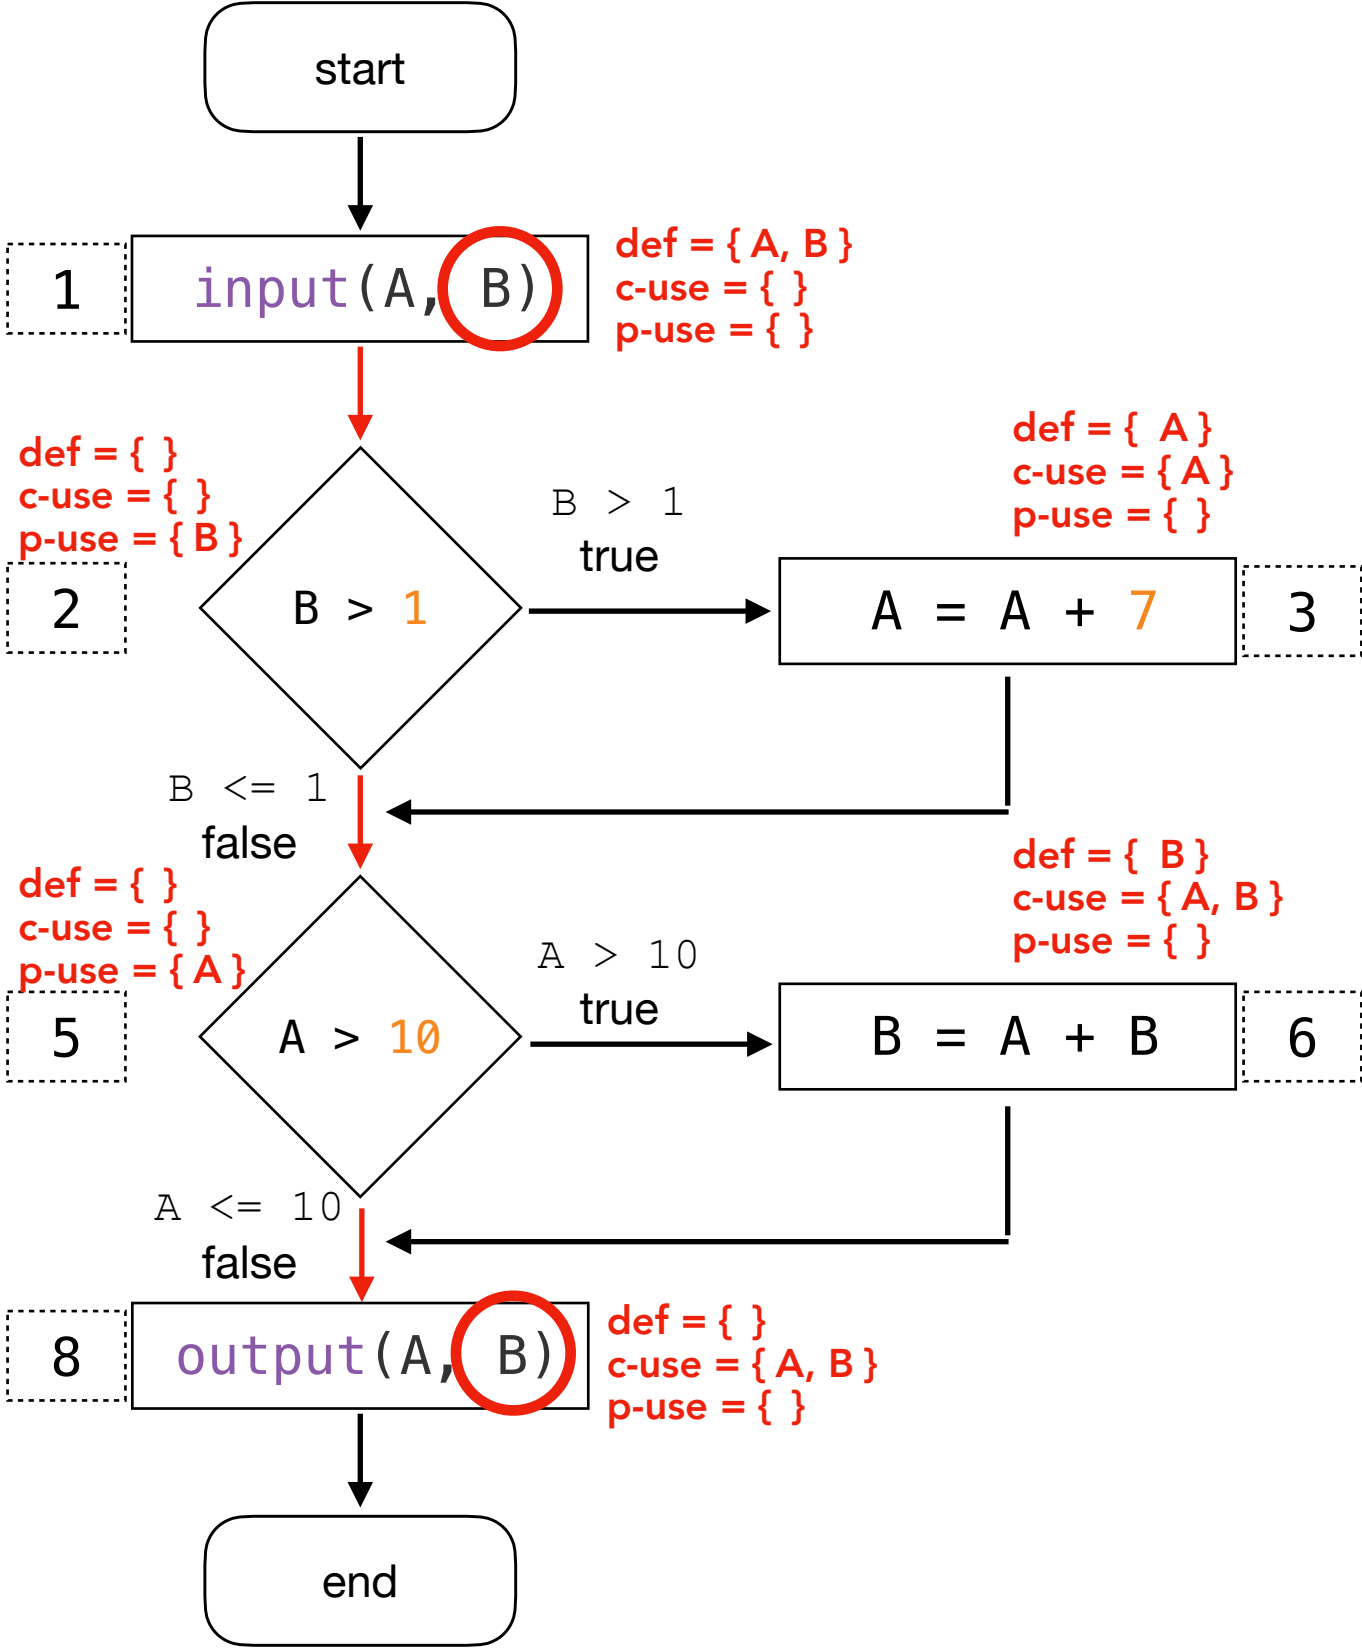 start
1
input(A, B)
def = { A, B }
c-use = { }
p-use = { }
def = { }
c-use = { }
p-use = { B }
2
B > 1
B > 1
true
def = { A }
c-use = { A }
p-use = { }
A = A + 7
3
B <= 1
false
def = { }
c-use = { }
p-use = { A }
5
A > 10
A > 10
true
def = { B }
c-use = { A, B }
p-use = { }
B = A + B
6
A <= 10
false
8
output(A, B)
def = { }
c-use = { A, B }
p-use = { }
end